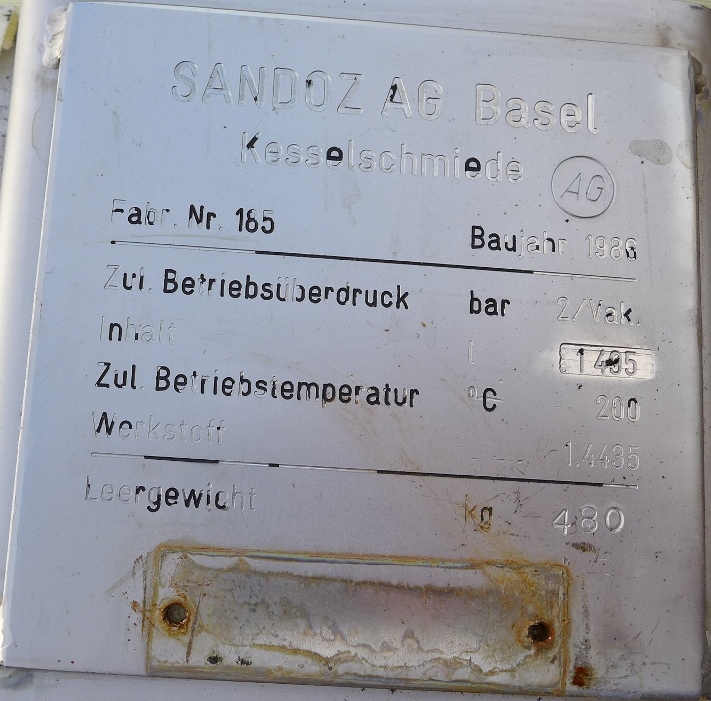 SANDOZ AG Basel
Kesselschmiede AG
Fabr. Nr. 185 Baujahr 1986
Zul. Betriebsüberdruck bar 2/Vak.
Inhalt l 1485
Zul. Betriebstemperatur °C 200
Werkstoff 1.4435
Leergewicht kg 480